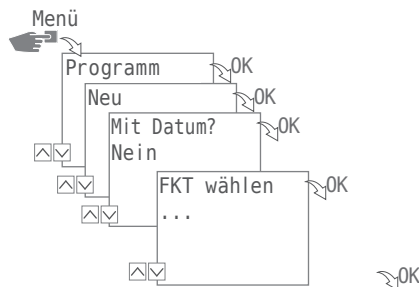 Menü
Programm
OK
Neu
OK
Mit Datum?
OK
Nein
FKT wählen
OK
...
OK